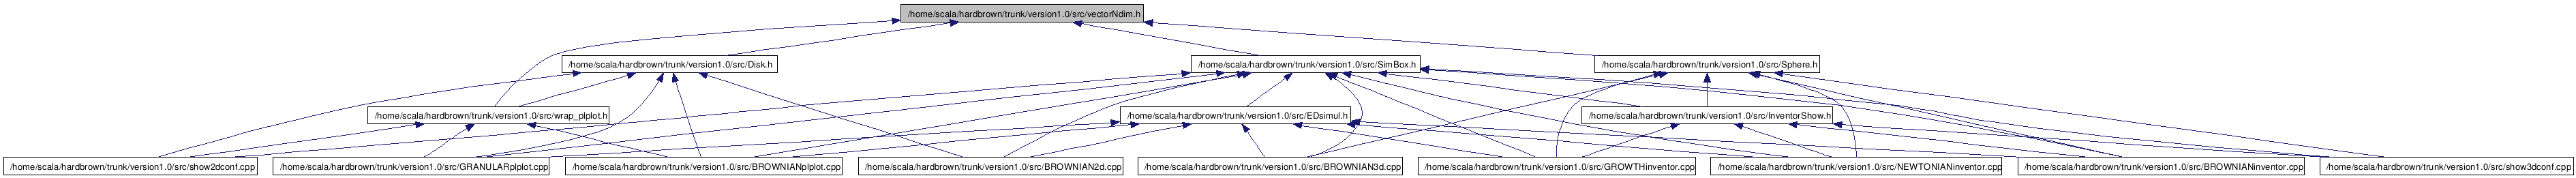 /home/scala/hardbrown/trunk/version1.0/src/vectorNdim.h
/home/scala/hardbrown/trunk/version1.0/src/Disk.h
/home/scala/hardbrown/trunk/version1.0/src/SimBox.h
/home/scala/hardbrown/trunk/version1.0/src/Sphere.h
/home/scala/hardbrown/trunk/version1.0/src/wrap_plplot.h
/home/scala/hardbrown/trunk/version1.0/src/EDsimul.h
/home/scala/hardbrown/trunk/version1.0/src/InventorShow.h
/home/scala/hardbrown/trunk/version1.0/src/show2dconf.cpp
/home/scala/hardbrown/trunk/version1.0/src/GRANULARplplot.cpp
/home/scala/hardbrown/trunk/version1.0/src/BROWNIANplplot.cpp
/home/scala/hardbrown/trunk/version1.0/src/BROWNIAN2d.cpp
/home/scala/hardbrown/trunk/version1.0/src/BROWNIAN3d.cpp
/home/scala/hardbrown/trunk/version1.0/src/GROWTHinventor.cpp
/home/scala/hardbrown/trunk/version1.0/src/NEWTONIANinventor.cpp
/home/scala/hardbrown/trunk/version1.0/src/BROWNIANinventor.cpp
/home/scala/hardbrown/trunk/version1.0/src/show3dconf.cpp